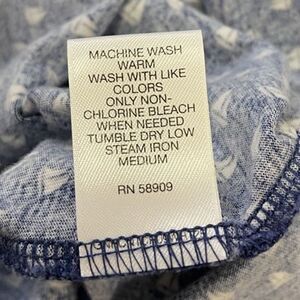 MACHINE WASH
WARM
WASH WITH LIKE
COLORS
ONLY NON-
CHLORINE BLEACH
WHEN NEEDED
TUMBLE DRY LOW
STEAM IRON
MEDIUM
RN 58909